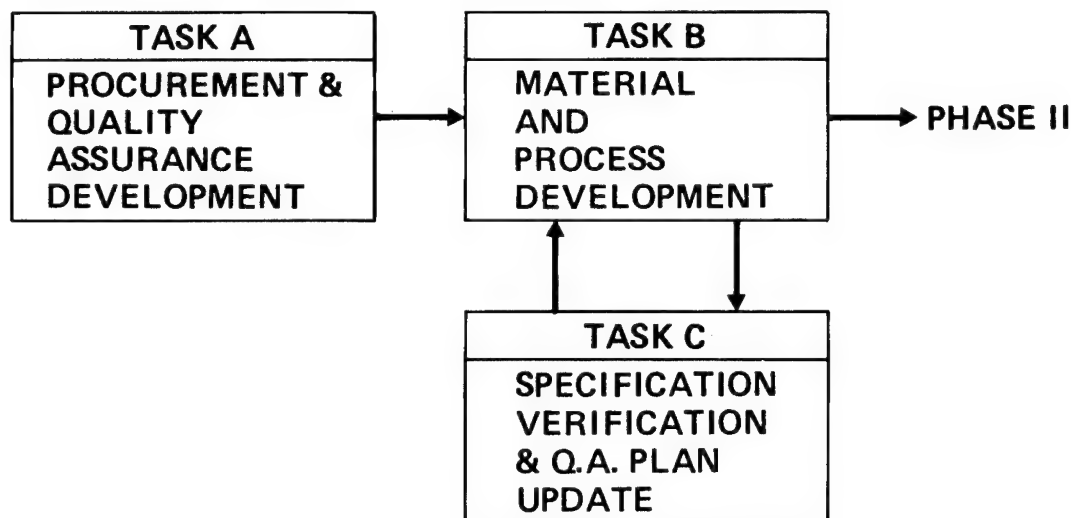 TASK A
PROCUREMENT &
QUALITY
ASSURANCE
DEVELOPMENT
TASK B
MATERIAL
AND
PROCESS
DEVELOPMENT
PHASE II
TASK C
SPECIFICATION
VERIFICATION
& Q.A. PLAN
UPDATE